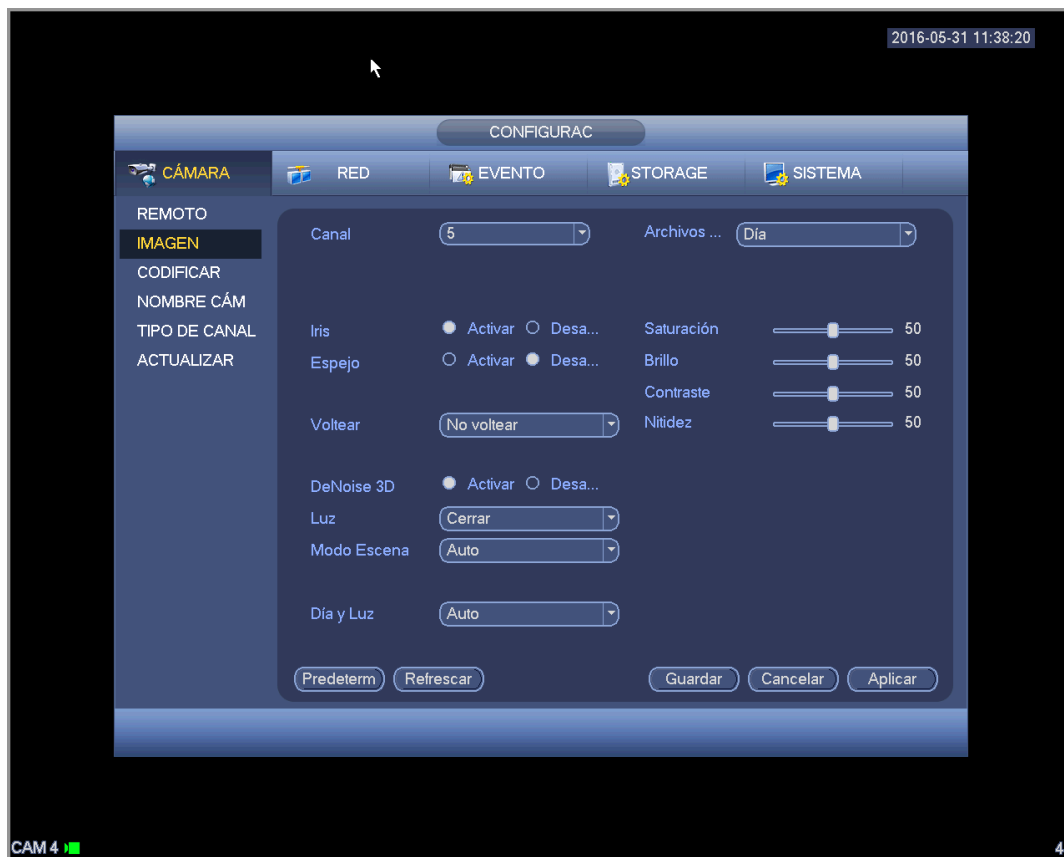 2016-05-31 11:38:20
CONFIGURAC
CÁMARA RED EVENTO STORAGE SISTEMA
REMOTO
IMAGEN
CODIFICAR
NOMBRE CÁM
TIPO DE CANAL
ACTUALIZAR
Canal 5 Archivos ... Día
Iris Activar Desa... Saturación 50
Espejo Activar Desa... Brillo 50
Contraste 50
Voltear No voltear Nitidez 50
DeNoise 3D Activar Desa...
Luz Cerrar
Modo Escena Auto
Día y Luz Auto
Predeterm Refrescar Guardar Cancelar Aplicar
CAM 4 4